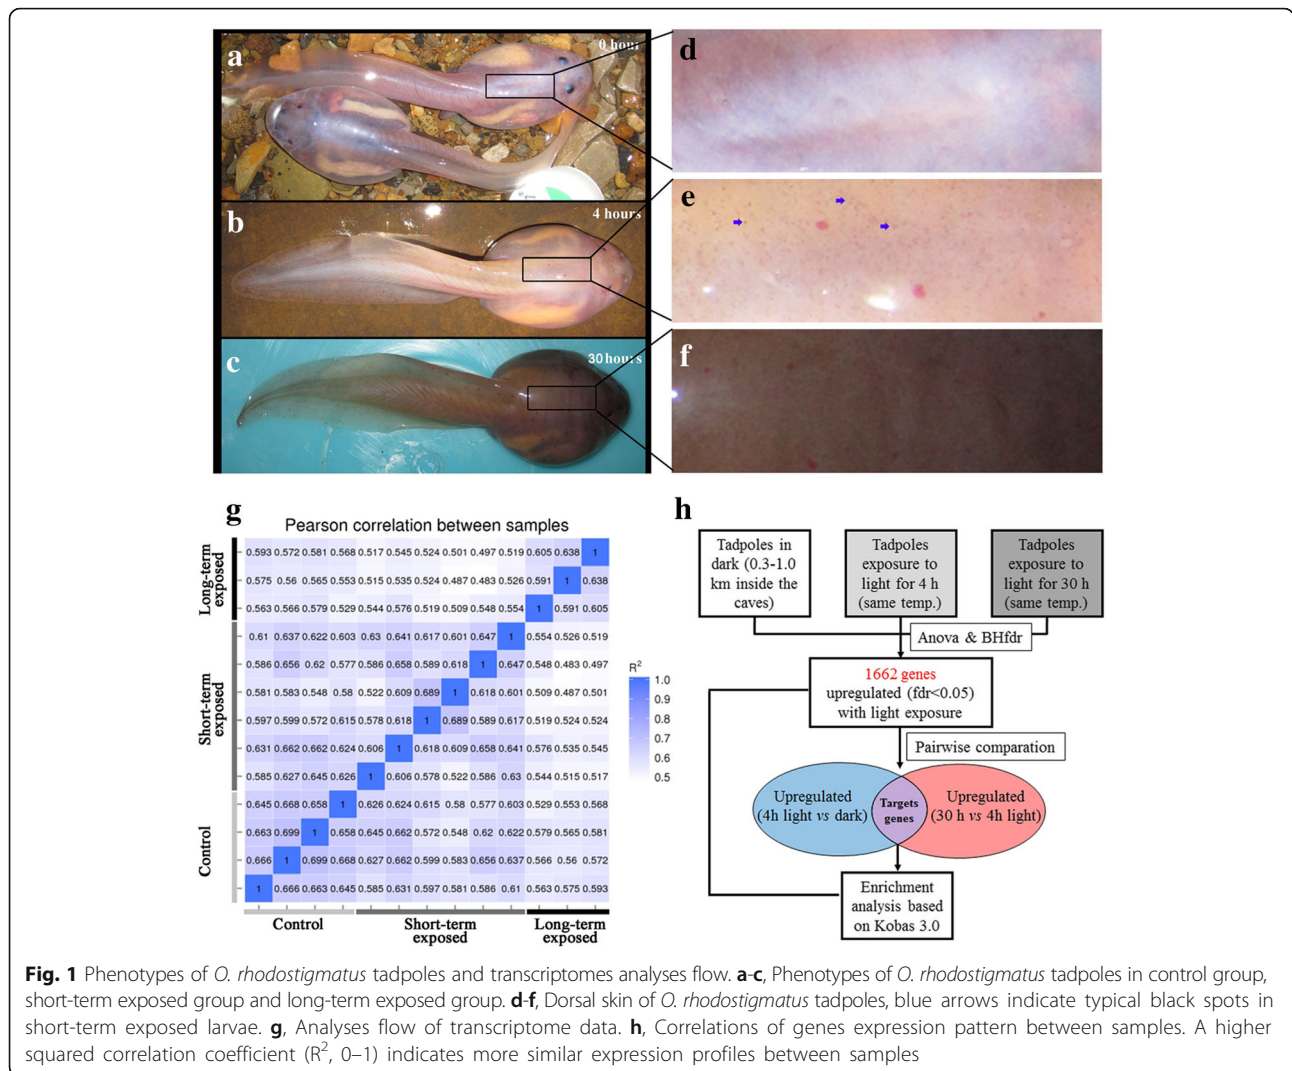 a
0 hour
b
4 hours
c
30 hours
d
e
f
g
Pearson correlation between samples
Long-term
exposed
Short-term
exposed
Control
0.593 0.572 0.581 0.568 0.517 0.545 0.524 0.501 0.497 0.519 0.605 0.638 1
0.575 0.56 0.565 0.553 0.515 0.535 0.524 0.487 0.483 0.526 0.591 1 0.638
0.563 0.566 0.579 0.529 0.544 0.576 0.519 0.509 0.548 0.554 1 0.591 0.605
0.61 0.637 0.622 0.603 0.63 0.641 0.617 0.601 0.647 1 0.554 0.526 0.519
0.586 0.656 0.62 0.577 0.586 0.658 0.589 0.618 1 0.647 0.548 0.483 0.497
0.581 0.583 0.548 0.58 0.522 0.609 0.689 1 0.618 0.601 0.509 0.487 0.501
0.597 0.599 0.572 0.615 0.578 0.618 1 0.689 0.589 0.617 0.519 0.524 0.524
0.631 0.662 0.662 0.624 0.606 1 0.618 0.609 0.658 0.641 0.576 0.535 0.545
0.585 0.627 0.645 0.626 1 0.606 0.578 0.522 0.586 0.63 0.544 0.515 0.517
0.645 0.668 0.658 1 0.626 0.624 0.615 0.58 0.577 0.603 0.529 0.553 0.568
0.663 0.699 1 0.658 0.645 0.662 0.572 0.548 0.62 0.622 0.579 0.565 0.581
0.666 1 0.699 0.668 0.627 0.662 0.599 0.583 0.656 0.637 0.566 0.56 0.572
1 0.666 0.663 0.645 0.585 0.631 0.597 0.581 0.586 0.61 0.563 0.575 0.593
Control
Short-term
exposed
Long-term
exposed
R²
1.0
0.9
0.8
0.7
0.6
0.5
h
Tadpoles in
dark (0.3-1.0
km inside the
caves)
Tadpoles
exposure to
light for 4 h
(same temp.)
Tadpoles
exposure to
light for 30 h
(same temp.)
Anova & BHfdr
1662 genes
upregulated (fdr<0.05)
with light exposure
Pairwise comparation
Upregulated
(4h light vs dark)
Targets
genes
Upregulated
(30 h vs 4h light)
Enrichment
analysis based
on Kobas 3.0
Fig. 1 Phenotypes of O. rhodostigmatus tadpoles and transcriptomes analyses flow. a-c, Phenotypes of O. rhodostigmatus tadpoles in control group,
short-term exposed group and long-term exposed group. d-f, Dorsal skin of O. rhodostigmatus tadpoles, blue arrows indicate typical black spots in
short-term exposed larvae. g, Analyses flow of transcriptome data. h, Correlations of genes expression pattern between samples. A higher
squared correlation coefficient (R², 0–1) indicates more similar expression profiles between samples